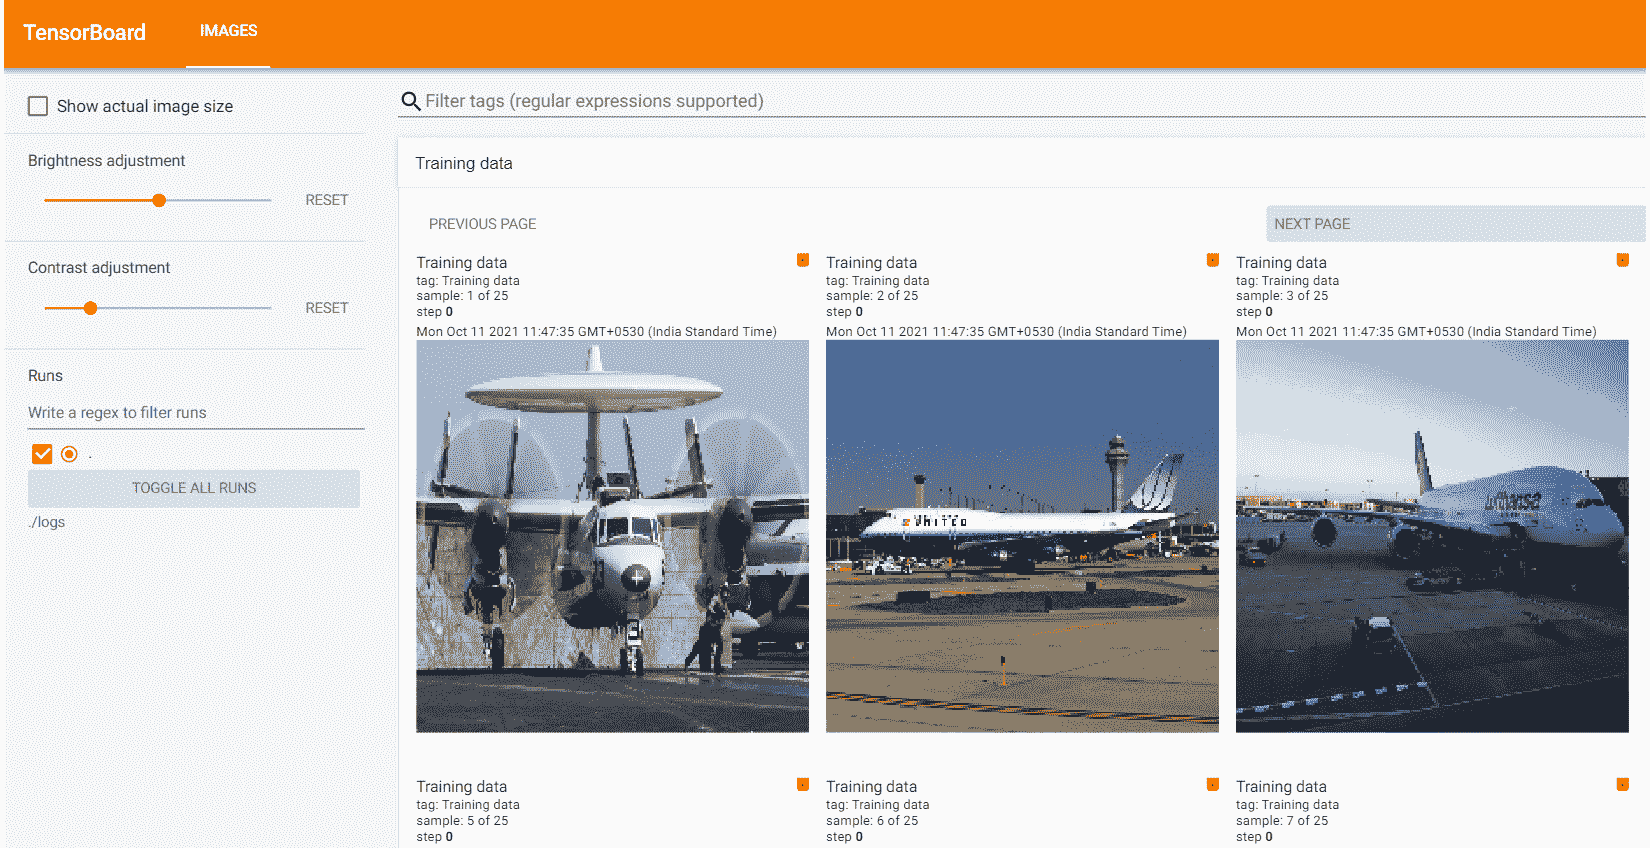 TensorBoard
IMAGES
Show actual image size
Brightness adjustment
RESET
Contrast adjustment
RESET
Runs
Write a regex to filter runs
.
TOGGLE ALL RUNS
./logs
Filter tags (regular expressions supported)
Training data
PREVIOUS PAGE
NEXT PAGE
Training data
tag: Training data
sample: 1 of 25
step 0
Mon Oct 11 2021 11:47:35 GMT+0530 (India Standard Time)
Training data
tag: Training data
sample: 2 of 25
step 0
Mon Oct 11 2021 11:47:35 GMT+0530 (India Standard Time)
Training data
tag: Training data
sample: 3 of 25
step 0
Mon Oct 11 2021 11:47:35 GMT+0530 (India Standard Time)
Training data
tag: Training data
sample: 5 of 25
step 0
Training data
tag: Training data
sample: 6 of 25
step 0
Training data
tag: Training data
sample: 7 of 25
step 0